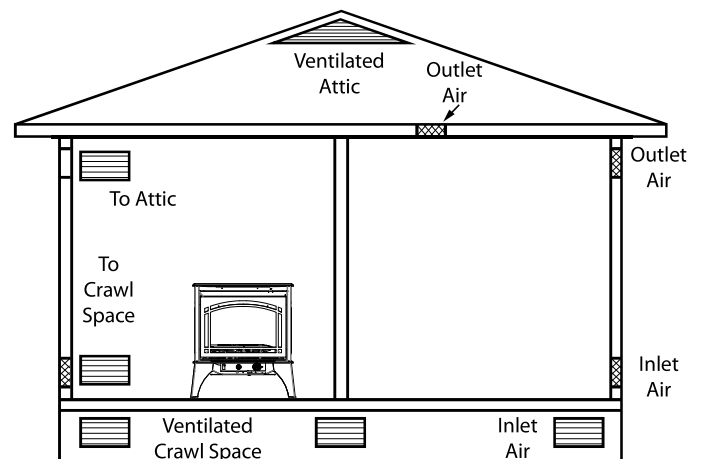 Ventilated
Attic
Outlet
Air
Outlet
Air
To Attic
To
Crawl
Space
Inlet
Air
Ventilated
Crawl Space
Inlet
Air